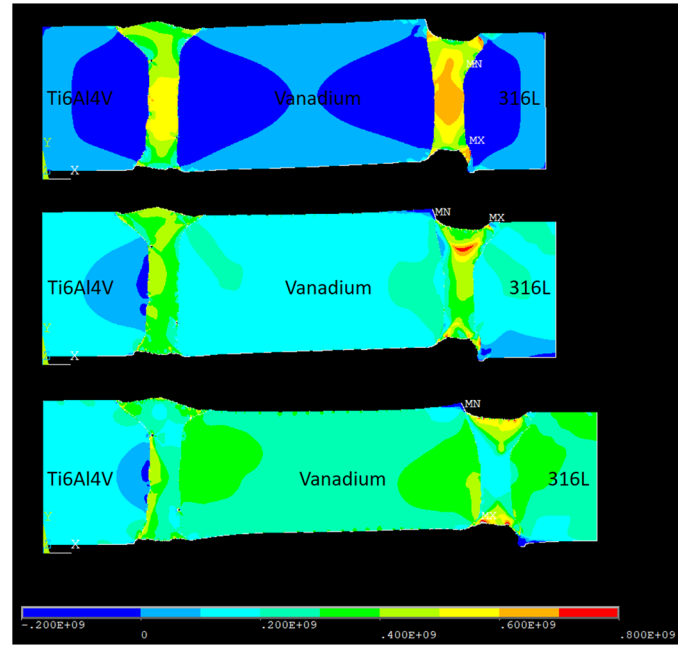 MN
Ti6Al4V Vanadium 316L
Y
MX
X
MN MX
Ti6Al4V Vanadium 316L
Y
X
MN
Ti6Al4V Vanadium 316L
Y MX
X
-.200E+09 .200E+09 .600E+09
0 .400E+09 .800E+09